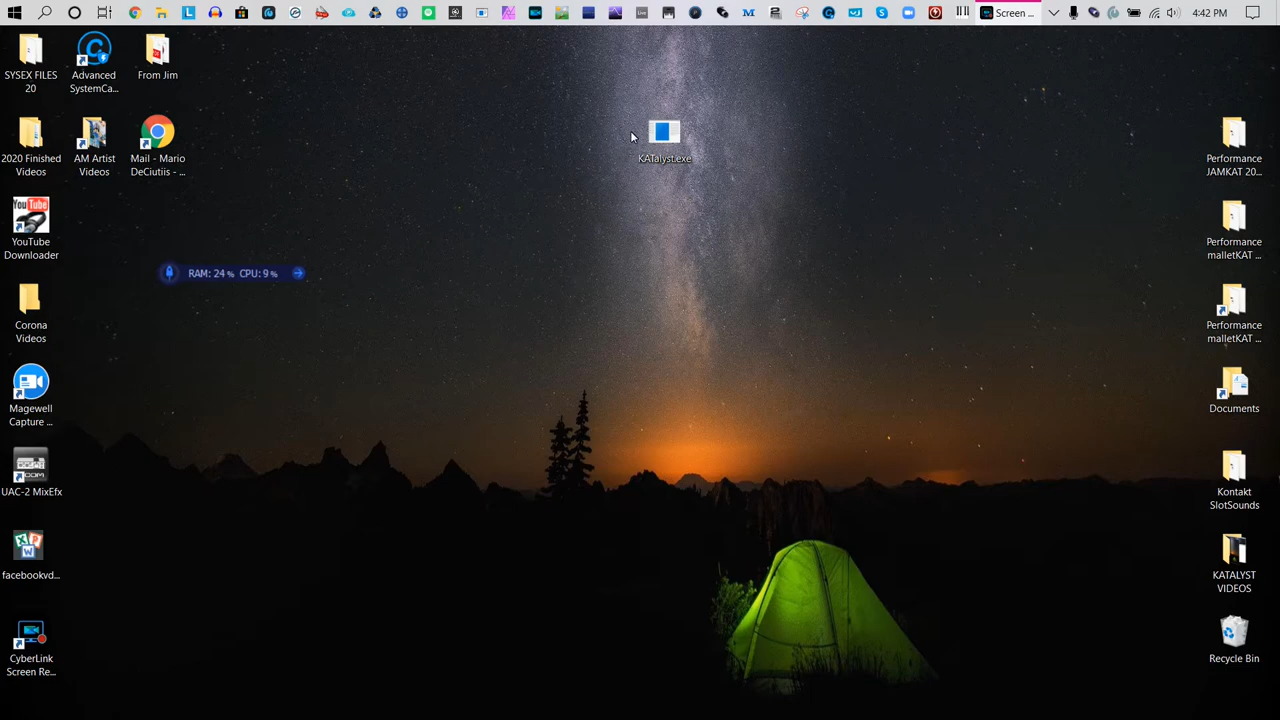 Screen ...
4:42 PM
SYSEX FILES
20
Advanced
SystemCa...
From Jim
2020 Finished
Videos
AM Artist
Videos
Mail - Mario
DeCiutiis - ...
You
Tube
YouTube
Downloader
RAM: 24% CPU: 9%
Corona
Videos
Magewell
Capture ...
UAC-2 MixEfx
facebookvd...
CyberLink
Screen Re...
KATalyst.exe
Performance
JAMKAT 20...
Performance
malletKAT ...
Performance
malletKAT ...
Documents
Kontakt
SlotSounds
KATALYST
VIDEOS
Recycle Bin